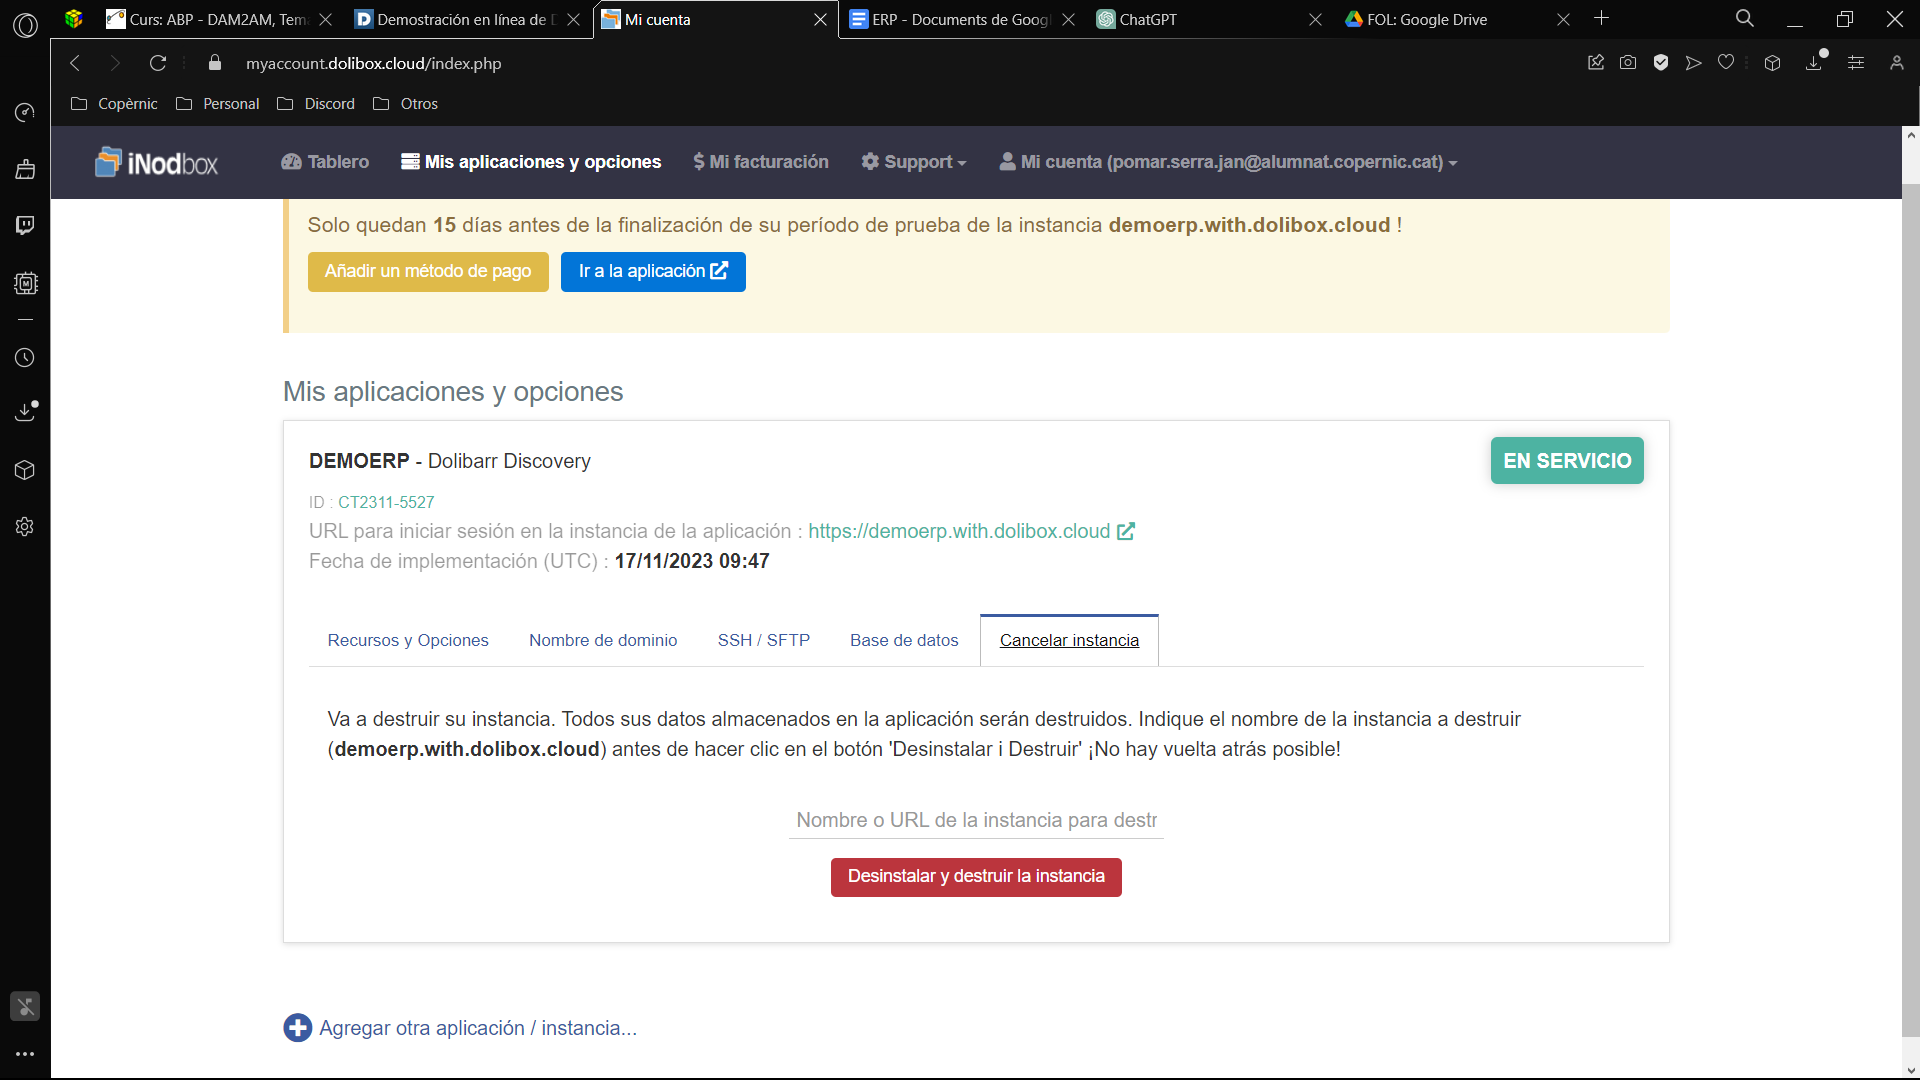 Curs: ABP - DAM2AM, Tem
Demostración en línea de D
Mi cuenta
ERP - Documents de Googl
ChatGPT
FOL: Google Drive
myaccount.dolibox.cloud/index.php
Copèrnic
Personal
Discord
Otros
iNodbox
Tablero
Mis aplicaciones y opciones
$ Mi facturación
Support
Mi cuenta (pomar.serra.jan@alumnat.copernic.cat)
Solo quedan 15 días antes de la finalización de su período de prueba de la instancia demoerp.with.dolibox.cloud !
Añadir un método de pago
Ir a la aplicación
Mis aplicaciones y opciones
DEMOERP - Dolibarr Discovery
EN SERVICIO
ID : CT2311-5527
URL para iniciar sesión en la instancia de la aplicación : https://demoerp.with.dolibox.cloud
Fecha de implementación (UTC) : 17/11/2023 09:47
Recursos y Opciones
Nombre de dominio
SSH / SFTP
Base de datos
Cancelar instancia
Va a destruir su instancia. Todos sus datos almacenados en la aplicación serán destruidos. Indique el nombre de la instancia a destruir
(demoerp.with.dolibox.cloud) antes de hacer clic en el botón 'Desinstalar i Destruir' ¡No hay vuelta atrás posible!
Nombre o URL de la instancia para destr
Desinstalar y destruir la instancia
Agregar otra aplicación / instancia...